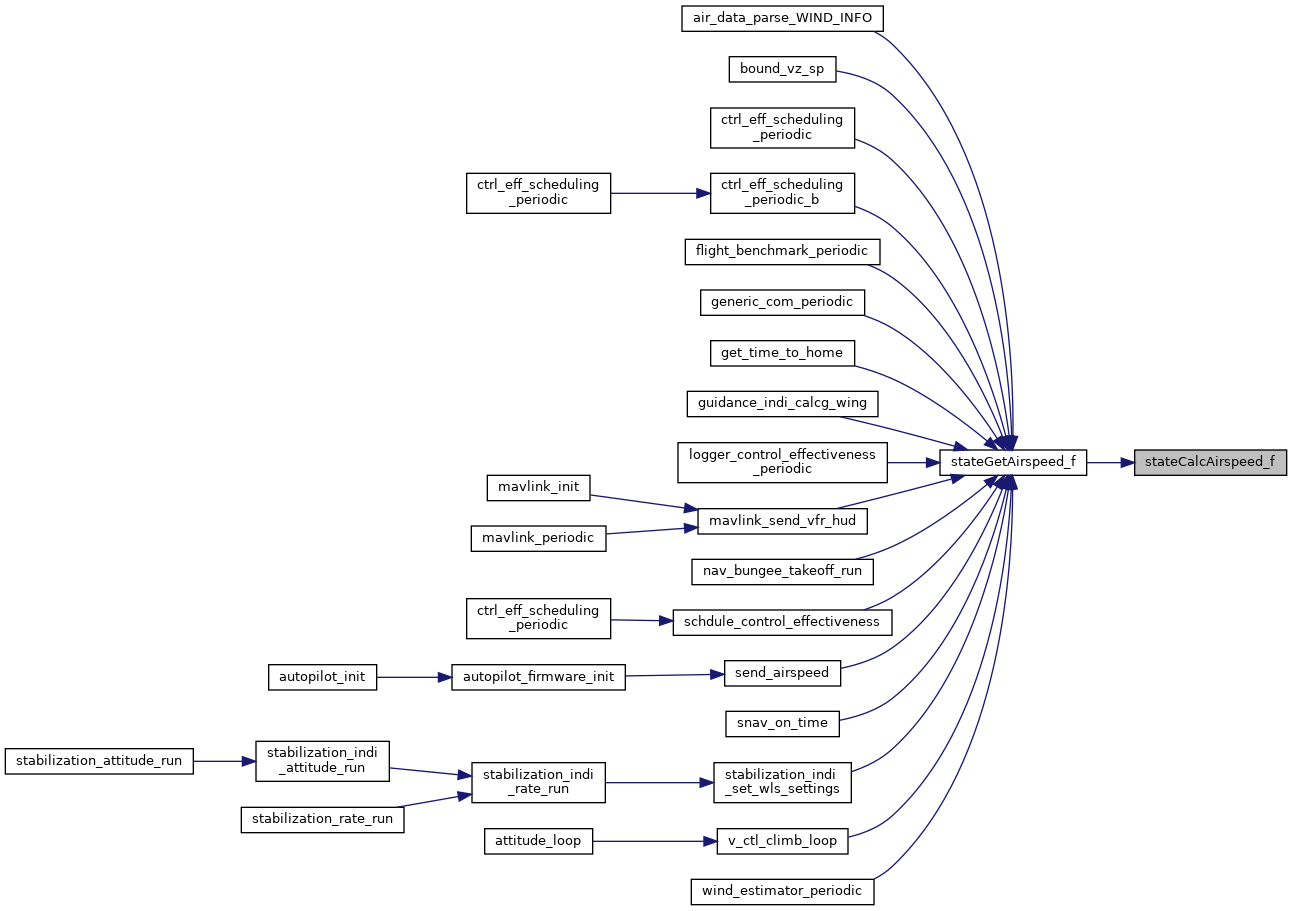 air_data_parse_WIND_INFO
bound_vz_sp
ctrl_eff_scheduling
_periodic
ctrl_eff_scheduling
_periodic
ctrl_eff_scheduling
_periodic_b
flight_benchmark_periodic
generic_com_periodic
get_time_to_home
guidance_indi_calcg_wing
logger_control_effectiveness
_periodic
stateGetAirspeed_f
stateCalcAirspeed_f
mavlink_init
mavlink_send_vfr_hud
mavlink_periodic
nav_bungee_takeoff_run
ctrl_eff_scheduling
_periodic
schdule_control_effectiveness
autopilot_init
autopilot_firmware_init
send_airspeed
snav_on_time
stabilization_attitude_run
stabilization_indi
_attitude_run
stabilization_indi
_rate_run
stabilization_indi
_set_wls_settings
stabilization_rate_run
attitude_loop
v_ctl_climb_loop
wind_estimator_periodic